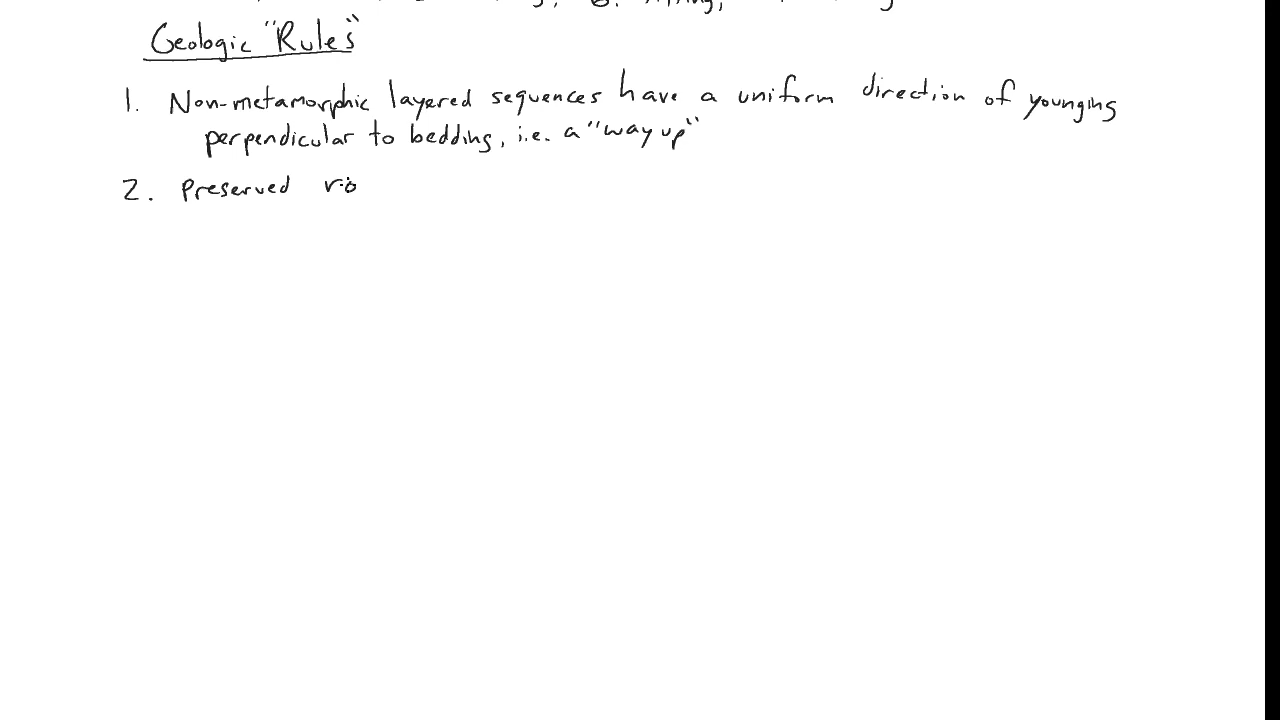 Geologic "Rules"
1. Non-metamorphic layered sequences have a uniform direction of younging
perpendicular to bedding, i.e. a "way up"
2. Preserved ro